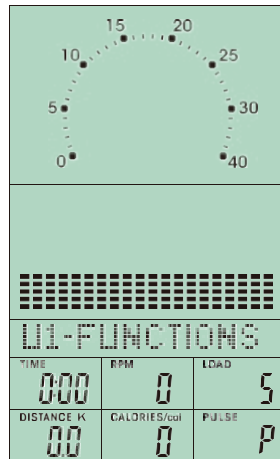 15 20
10 25
5 30
0 40
U1-FUNCTIONS
TIME RPM LOAD
0:00 0 5
DISTANCE K CALORIES/cal PULSE
0.0 0 P